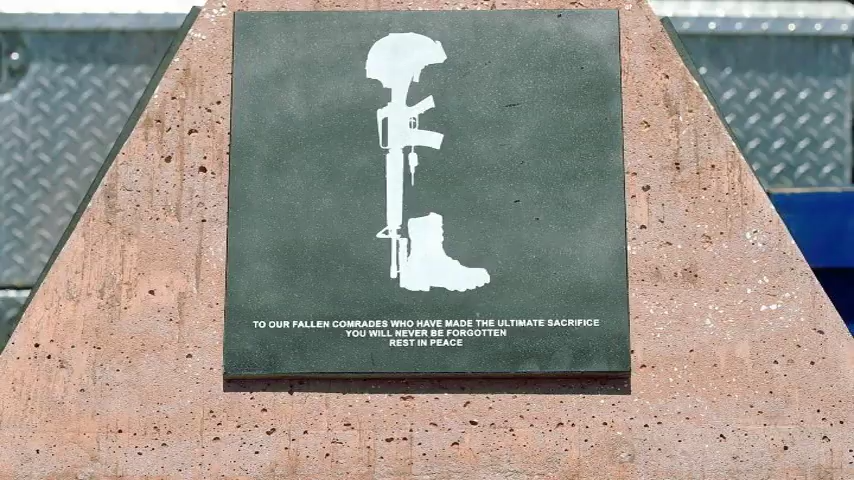 TO OUR FALLEN COMRADES WHO HAVE MADE THE ULTIMATE SACRIFICE
YOU WILL NEVER BE FORGOTTEN
REST IN PEACE